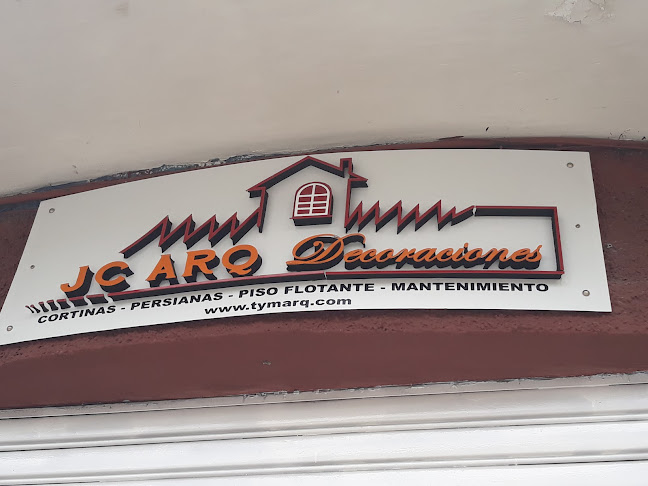 JC ARQ Decoraciones
CORTINAS - PERSIANAS - PISO FLOTANTE - MANTENIMIENTO
www.tymarq.com